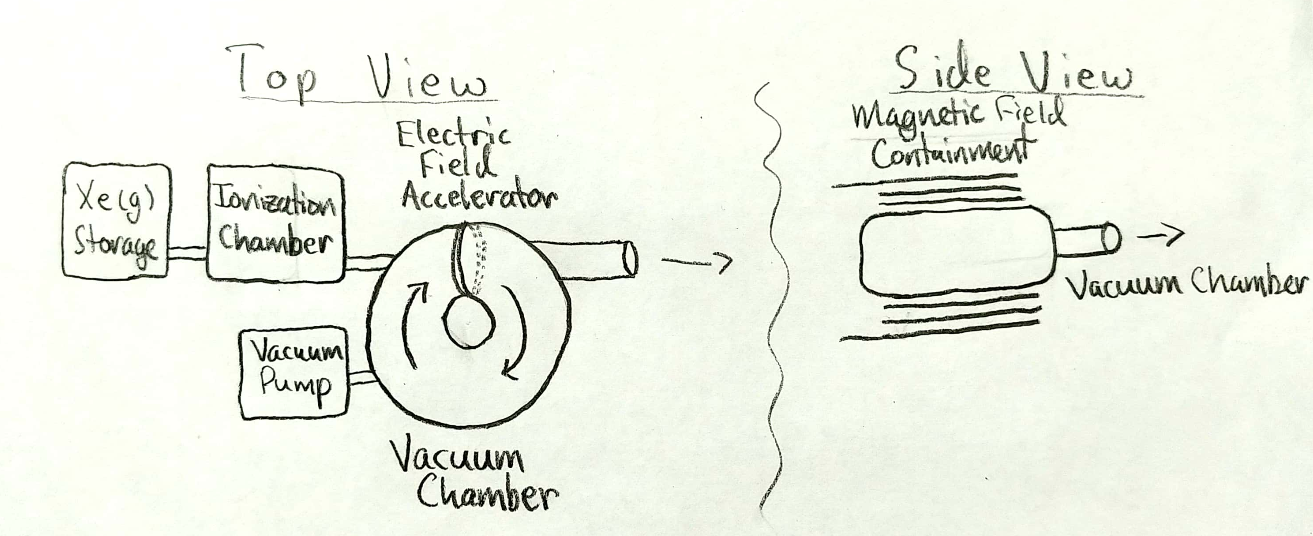 Top View
Electric
Field
Accelerator
Xe(g)
Storage
Ionization
Chamber
Vacuum
Pump
Vacuum
Chamber
Side View
Magnetic Field
Containment
Vacuum Chamber